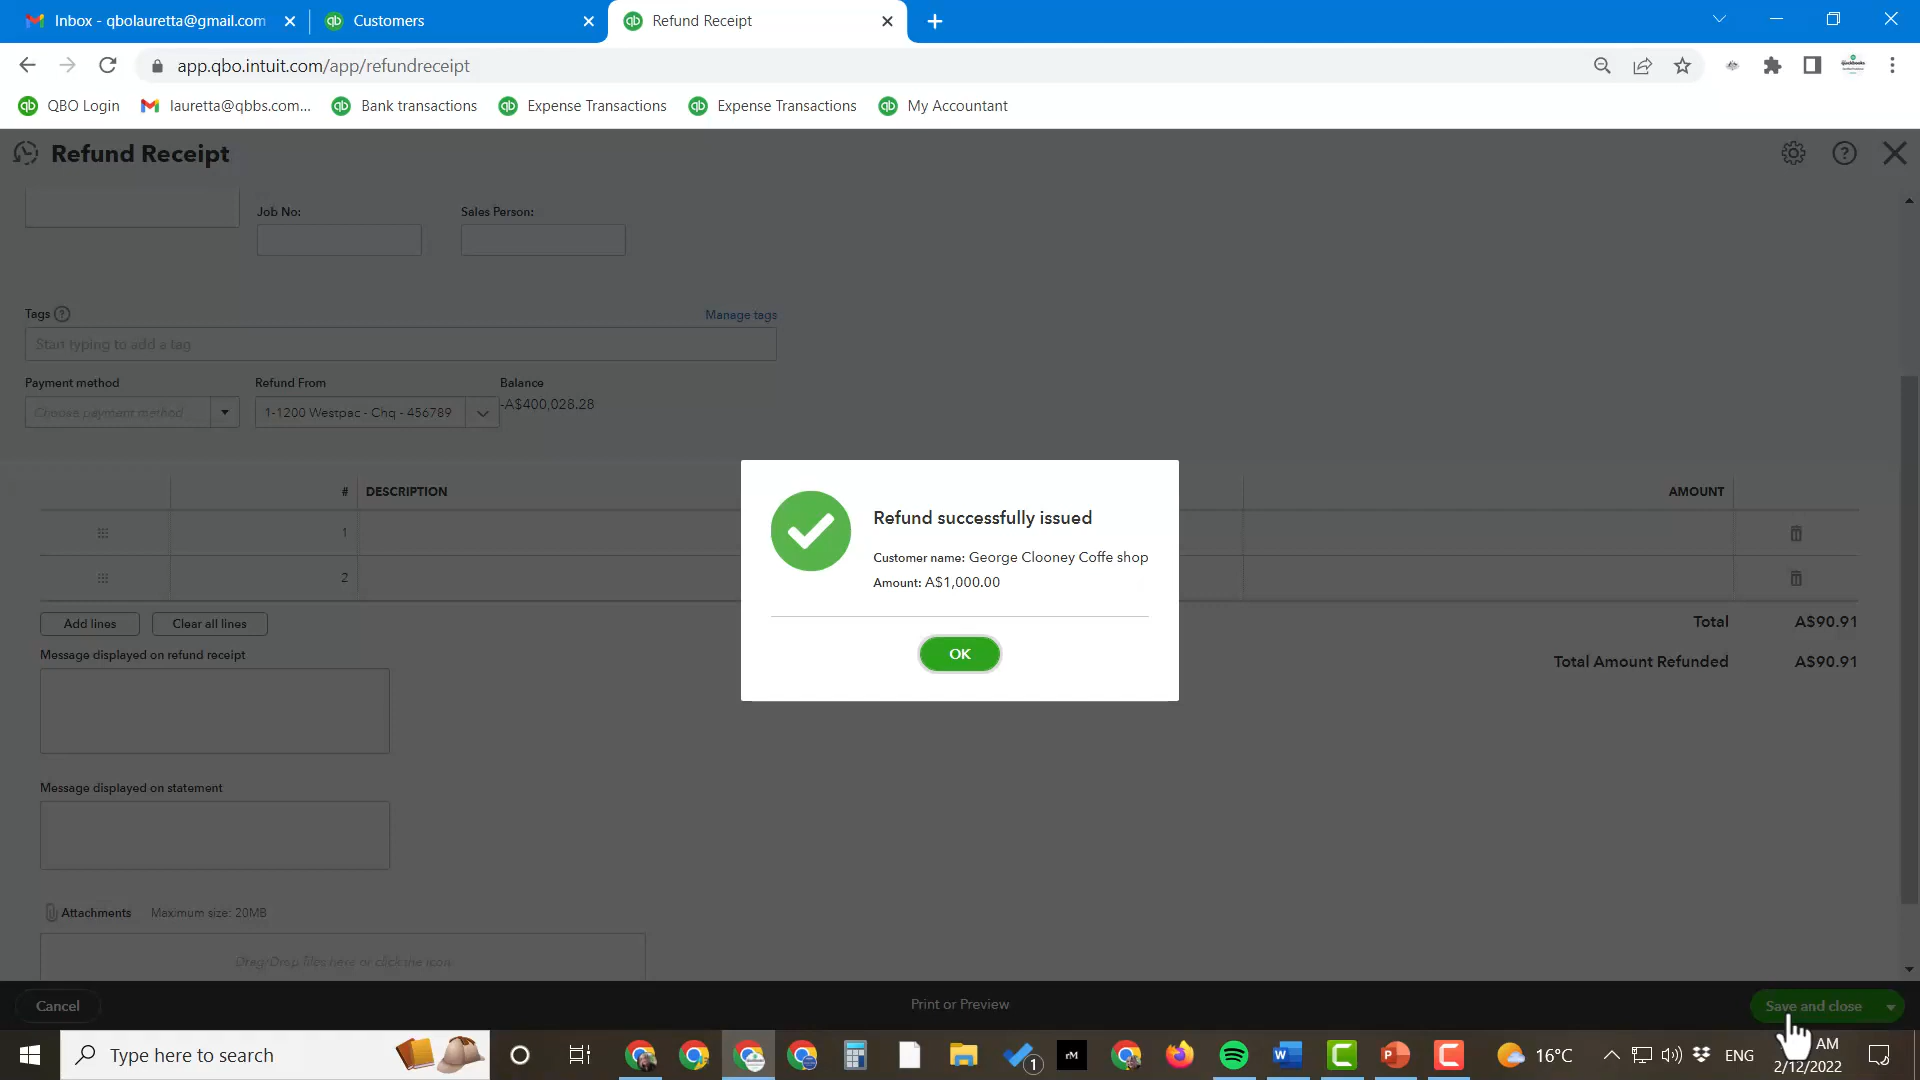 Inbox - qbolauretta@gmail.com
Customers
Refund Receipt
app.qbo.intuit.com/app/refundreceipt
QBO Login
lauretta@qbbs.com...
Bank transactions
Expense Transactions
Expense Transactions
My Accountant
Refund Receipt
Job No:
Sales Person:
Tags
Manage tags
Start typing to add a tag
Payment method
Refund From
Balance
Choose payment method
1-1200 Westpac - Chq - 456789
-A$400,028.28
# DESCRIPTION
AMOUNT
1
2
Refund successfully issued
Customer name: George Clooney Coffe shop
Amount: A$1,000.00
OK
Add lines
Clear all lines
Total A$90.91
Message displayed on refund receipt
Total Amount Refunded A$90.91
Message displayed on statement
Attachments Maximum size: 20MB
Drag/Drop files here or click the icon
Cancel
Print or Preview
Save and close
Type here to search
1
rM
16°C
ENG
AM
2/12/2022